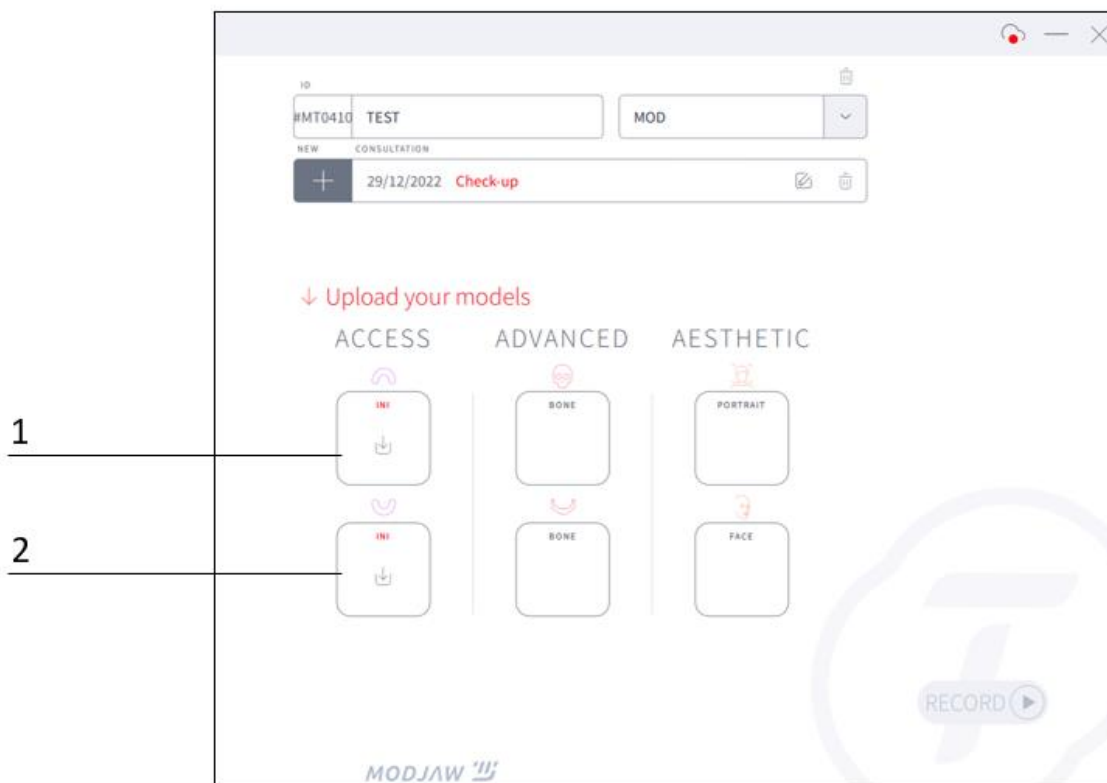 ID
#MT0410 TEST MOD
NEW CONSULTATION
29/12/2022 Check-up
Upload your models
ACCESS ADVANCED AESTHETIC
INI BONE PORTRAIT
1
INI BONE FACE
2
RECORD
MODJAW